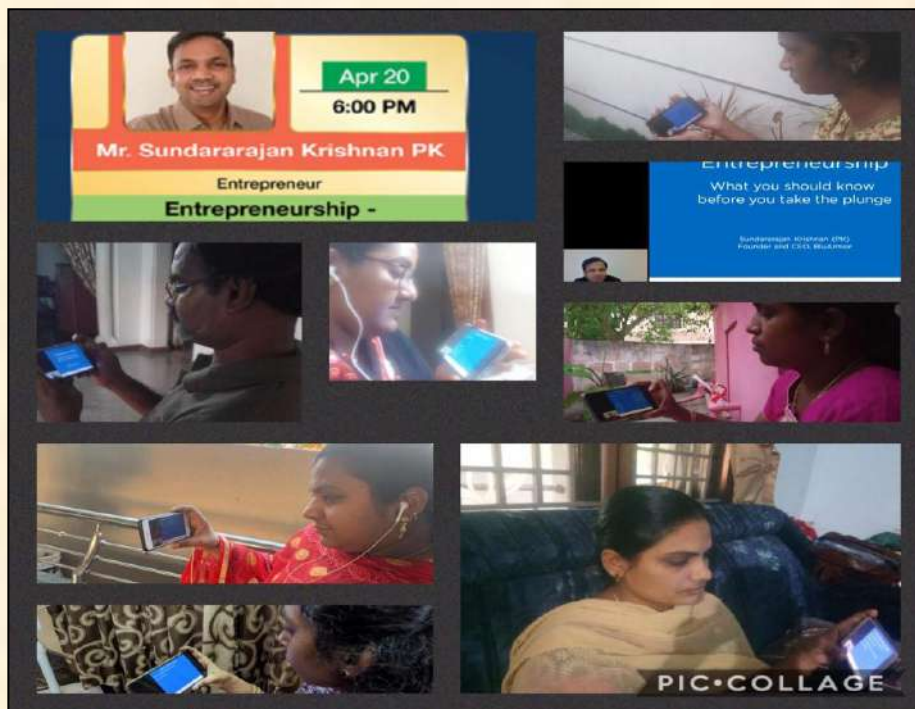 Apr 20
6:00 PM
Mr. Sundararajan Krishnan PK
Entrepreneur
Entrepreneurship -
Entrepreneurship
What you should know
before you take the plunge
Sundararajan Krishnan (PK)
Founder and CEO,
PIC•COLLAGE